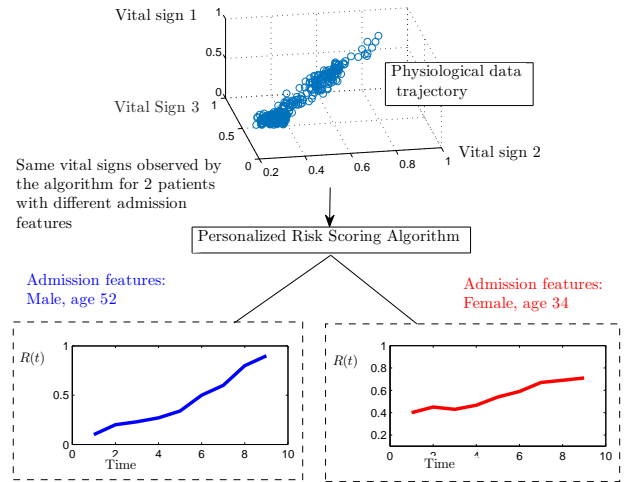 Vital sign 1
1
0.5
0
Vital Sign 3
1
0.5
0
0.2
0.4
0.6
0.8
1
Vital sign 2
Physiological data
trajectory
Same vital signs observed by
the algorithm for 2 patients
with different admission
features
Personalized Risk Scoring Algorithm
Admission features:
Male, age 52
Admission features:
Female, age 34
R(t)
1
0.5
0
0
2
4
6
8
10
Time
R(t)
1
0.8
0.6
0.4
0.2
0
2
4
6
8
10
Time